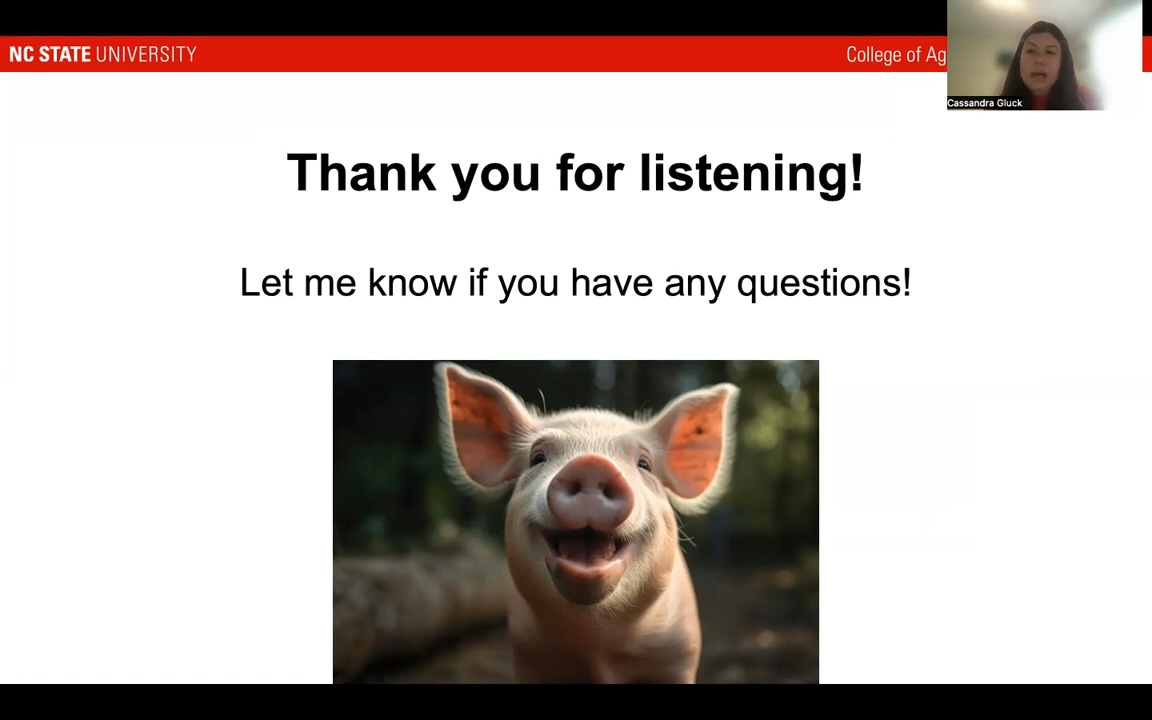 NC STATE UNIVERSITY
College of Ag
Cassandra Gluck
Thank you for listening!
Let me know if you have any questions!